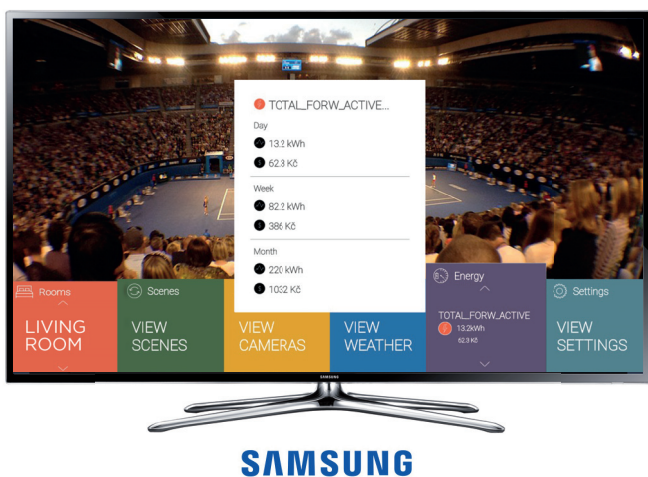 TCTAL_FORW_ACTIVE...
Day
13.2 kWh
62.3 Kč
Week
82.2 kWh
386 Kč
Month
220 kWh
1032 Kč
Rooms
LIVING
ROOM
Scenes
VIEW
SCENES
VIEW
CAMERAS
VIEW
WEATHER
Energy
TOTAL_FORW_ACTIVE
13.2kWh
62.3 Kč
Settings
VIEW
SETTINGS
SAMSUNG
SAMSUNG